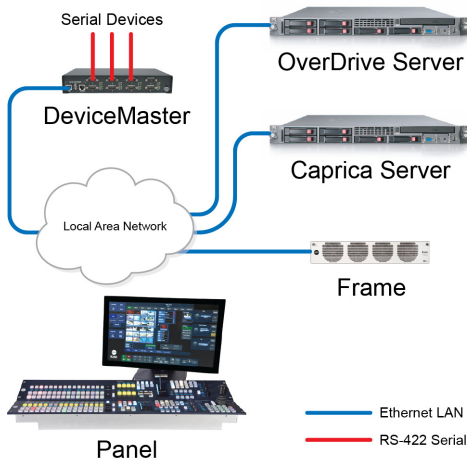 Serial Devices
OverDrive Server
DeviceMaster
Caprica Server
Local Area Network
Frame
Panel
Ethernet LAN
RS-422 Serial